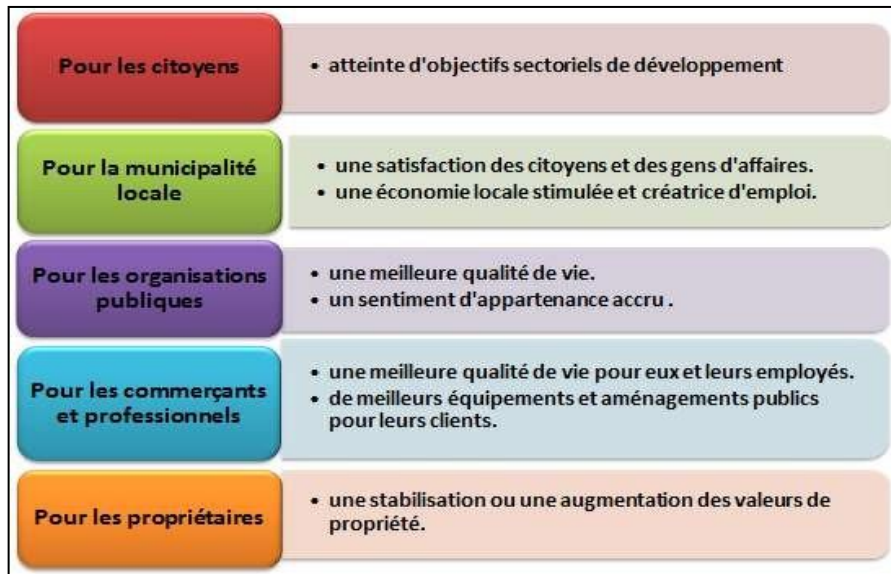 Pour les citoyens
• atteinte d'objectifs sectoriels de développement
Pour la municipalité
locale
• une satisfaction des citoyens et des gens d'affaires.
• une économie locale stimulée et créatrice d'emploi.
Pour les organisations
publiques
• une meilleure qualité de vie.
• un sentiment d'appartenance accru .
Pour les commerçants
et professionnels
• une meilleure qualité de vie pour eux et leurs employés.
• de meilleurs équipements et aménagements publics
pour leurs clients.
Pour les propriétaires
• une stabilisation ou une augmentation des valeurs de
propriété.